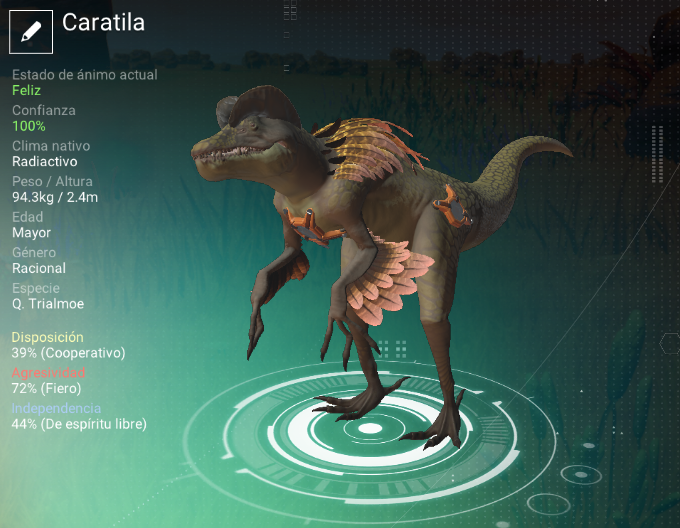 Caratila
Estado de ánimo actual
Feliz
Confianza
100%
Clima nativo
Radiactivo
Peso / Altura
94.3kg / 2.4m
Edad
Mayor
Género
Racional
Especie
Q. Trialmoe
Disposición
39% (Cooperativo)
Agresividad
72% (Fiero)
Independencia
44% (De espíritu libre)